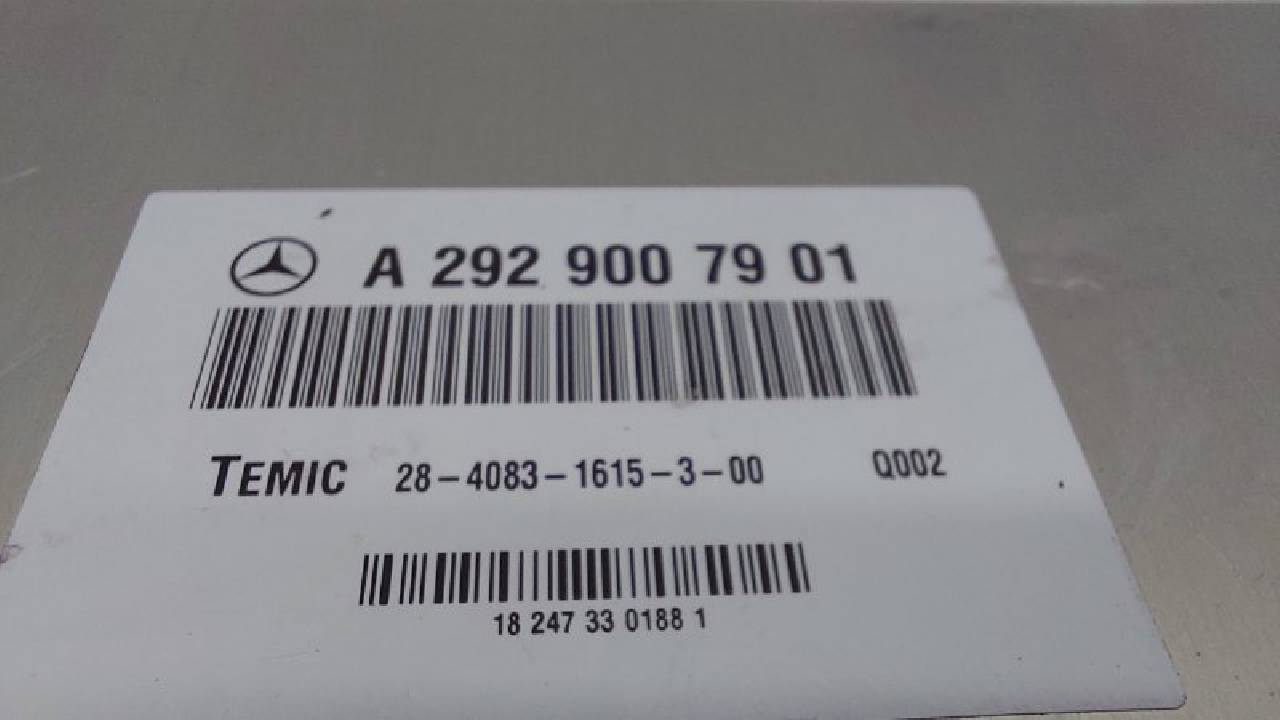 A 292 900 79 01
TEMIC 28-4083-1615-3-00 Q002
18 247 33 0188 1